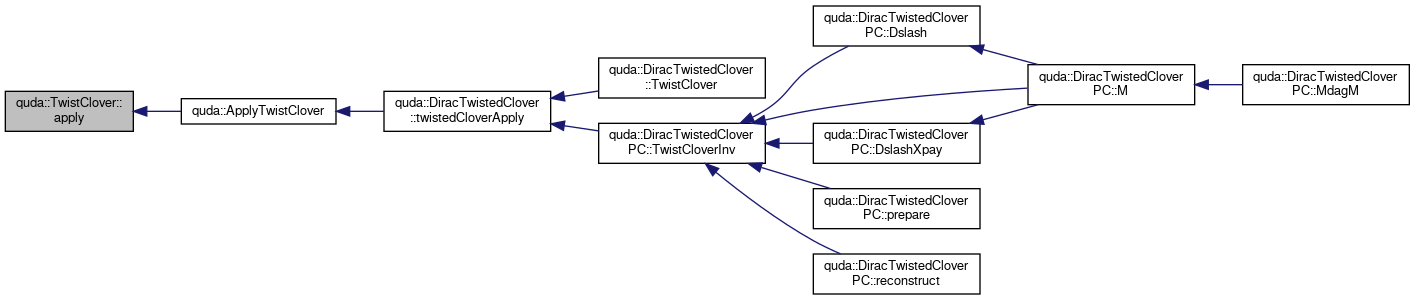 quda::TwistClover::
apply
quda::ApplyTwistClover
quda::DiracTwistedClover
::twistedCloverApply
quda::DiracTwistedClover
::TwistClover
quda::DiracTwistedClover
PC::TwistCloverInv
quda::DiracTwistedClover
PC::Dslash
quda::DiracTwistedClover
PC::DslashXpay
quda::DiracTwistedClover
PC::prepare
quda::DiracTwistedClover
PC::reconstruct
quda::DiracTwistedClover
PC::M
quda::DiracTwistedClover
PC::MdagM